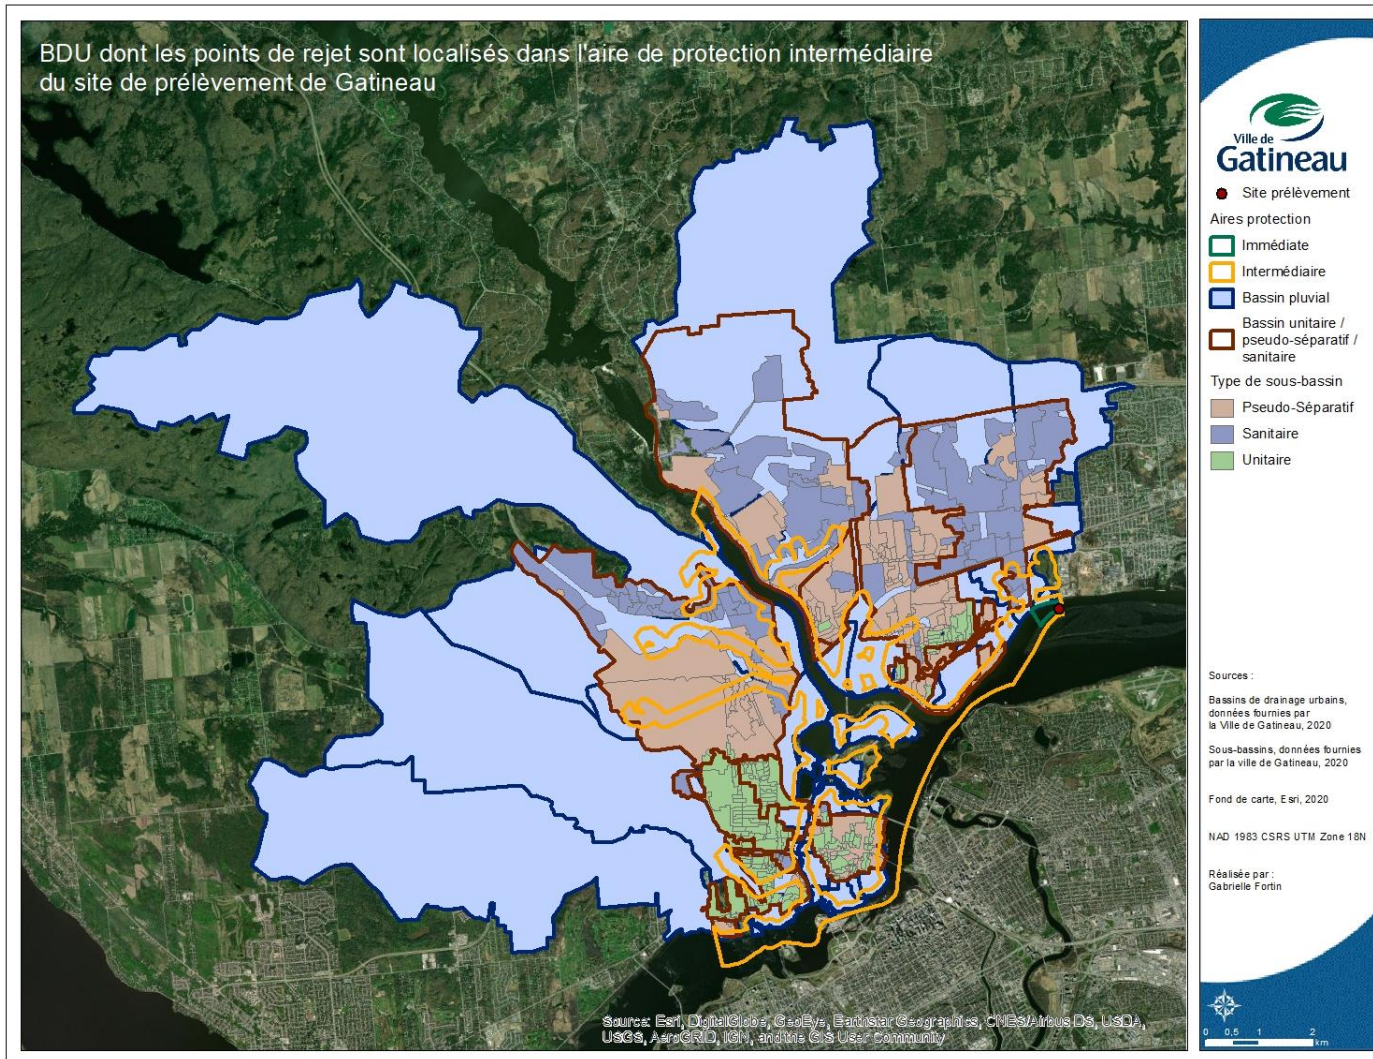 BDU dont les points de rejet sont localisés dans l'aire de protection intermédiaire
du site de prélèvement de Gatineau
Ville de
Gatineau
Site prélèvement
Aires protection
Immédiate
Intermédiaire
Bassin pluvial
Bassin unitaire /
pseudo-séparatif /
sanitaire
Type de sous-bassin
Pseudo-Séparatif
Sanitaire
Unitaire
Sources :
Bassins de drainage urbains,
données fournies par
la Ville de Gatineau, 2020
Sous-bassins, données fournies
par la ville de Gatineau, 2020
Fond de carte, Esri, 2020
NAD 1983 CSRS UTM Zone 18N
Réalisée par :
Gabrielle Fortin
0 0,5 1 2
km
Source: Esri, DigitalGlobe, GeoEye, Earthstar Geographics, CNES/Airbus DS, USDA,
USGS, AeroGRID, IGN, and the GIS User Community